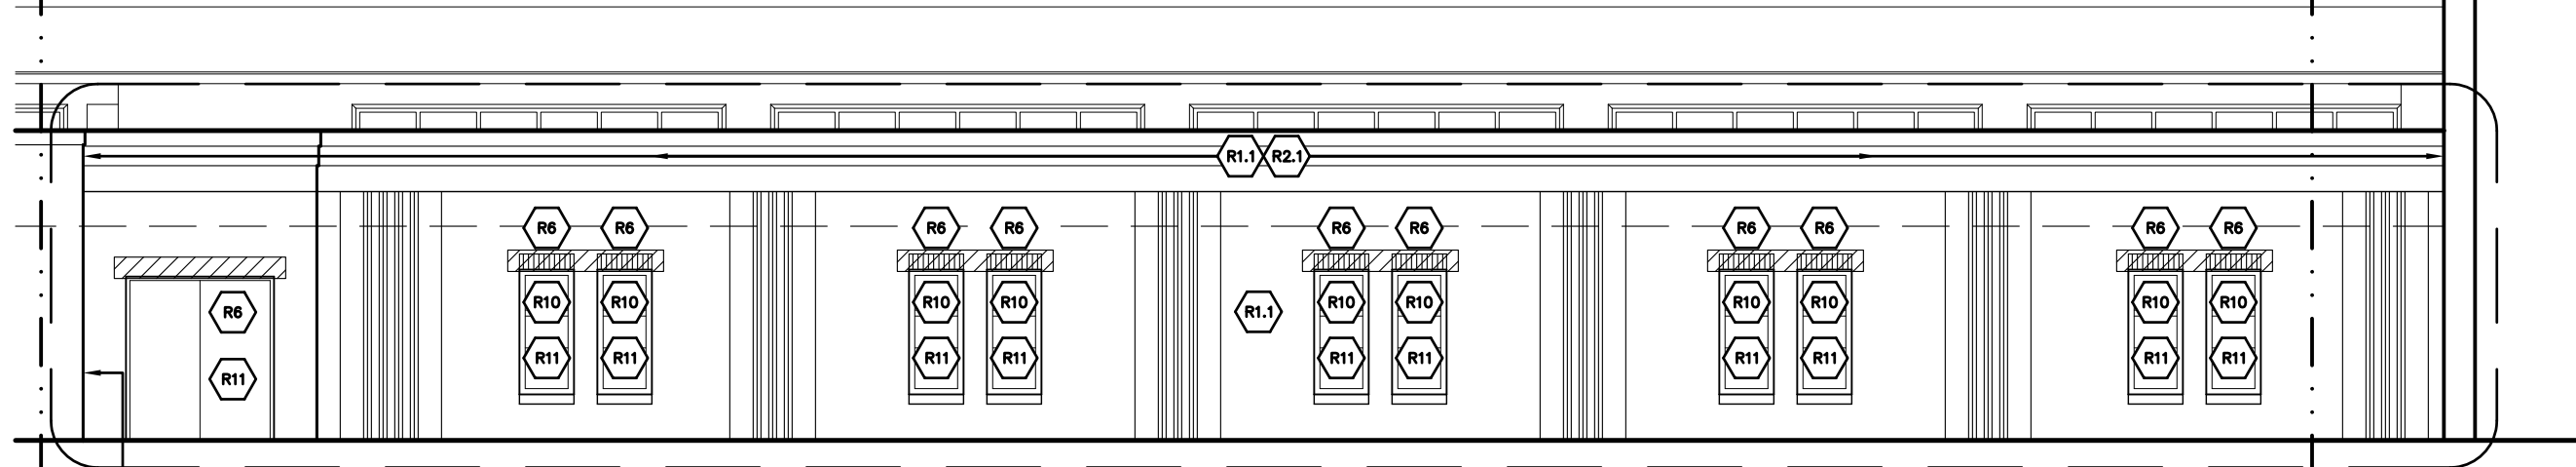 R1.1 R2.1
R6 R6 R6 R6 R6 R6 R6 R6 R6 R6
R10 R10 R10 R10 R10 R10 R10 R10 R10 R10
R6 R1.1
R11 R11 R11 R11 R11 R11 R11 R11 R11 R11
R11